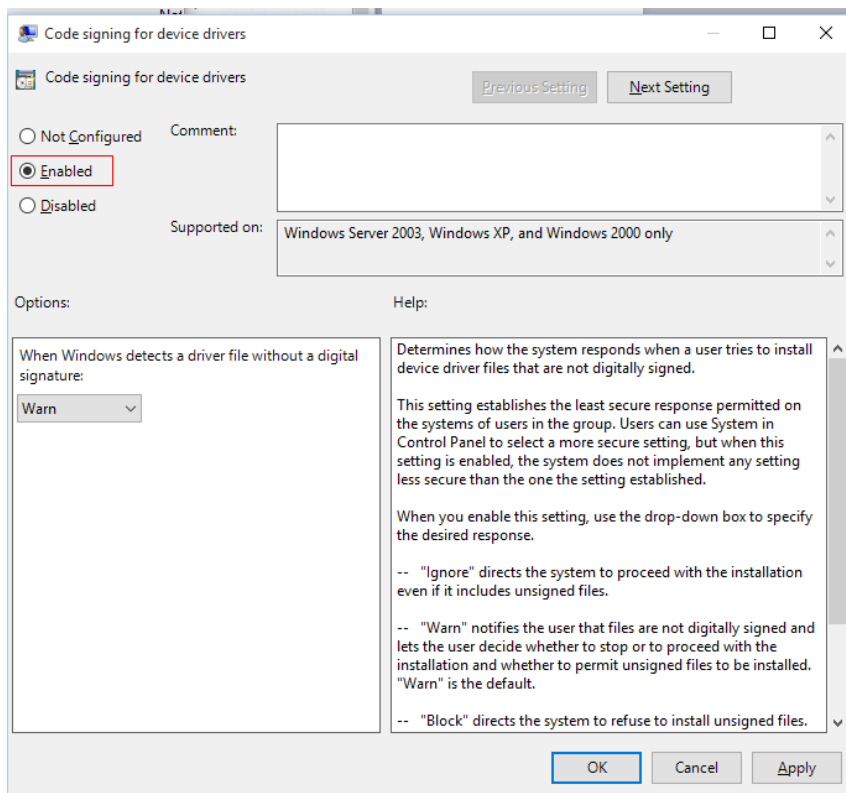 Code signing for device drivers
Code signing for device drivers
Previous Setting
Next Setting
Not Configured
Comment:
Enabled
Disabled
Supported on:
Windows Server 2003, Windows XP, and Windows 2000 only
Options:
Help:
When Windows detects a driver file without a digital
signature:
Warn
Determines how the system responds when a user tries to install
device driver files that are not digitally signed.
This setting establishes the least secure response permitted on
the systems of users in the group. Users can use System in
Control Panel to select a more secure setting, but when this
setting is enabled, the system does not implement any setting
less secure than the one the setting established.
When you enable this setting, use the drop-down box to specify
the desired response.
-- "Ignore" directs the system to proceed with the installation
even if it includes unsigned files.
-- "Warn" notifies the user that files are not digitally signed and
lets the user decide whether to stop or to proceed with the
installation and whether to permit unsigned files to be installed.
"Warn" is the default.
-- "Block" directs the system to refuse to install unsigned files.
OK
Cancel
Apply